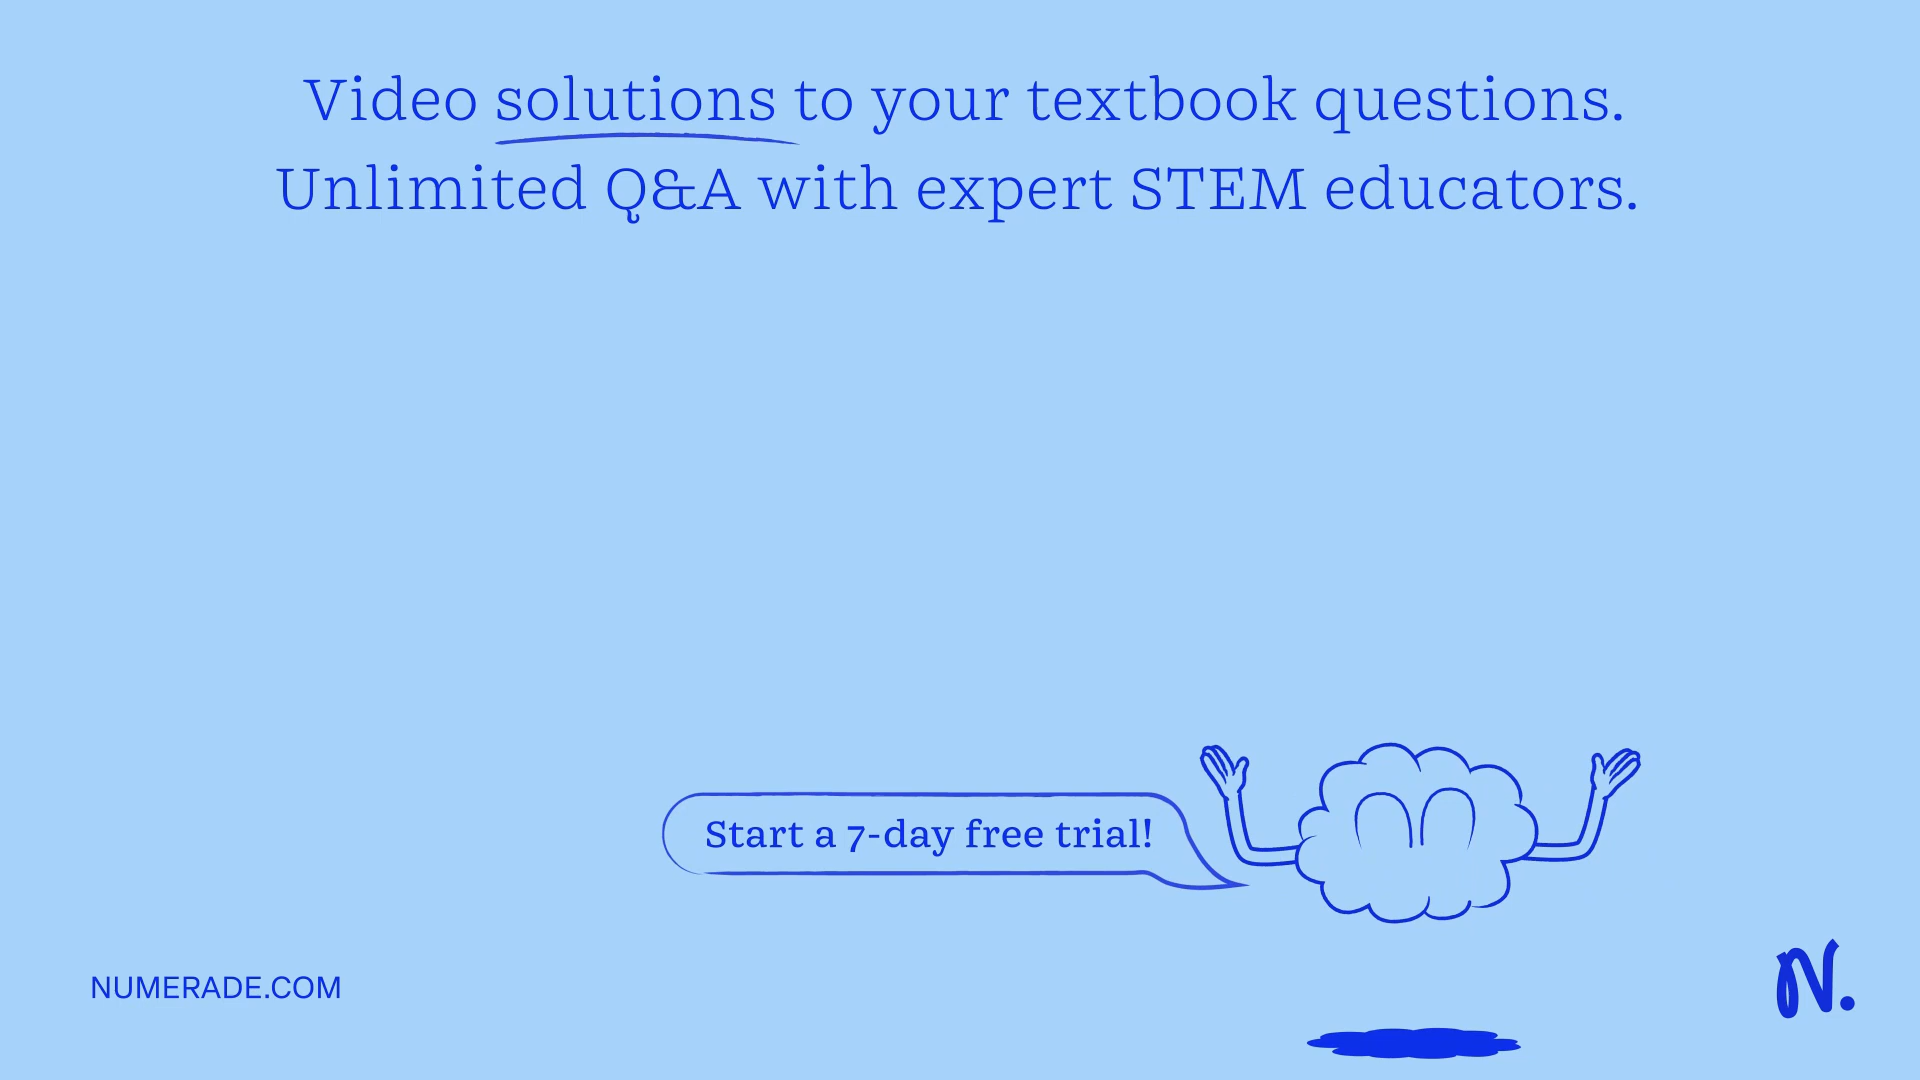 Video solutions to your textbook questions.
Unlimited Q&A with expert STEM educators.
Start a 7-day free trial!
NUMERADE.COM
N.